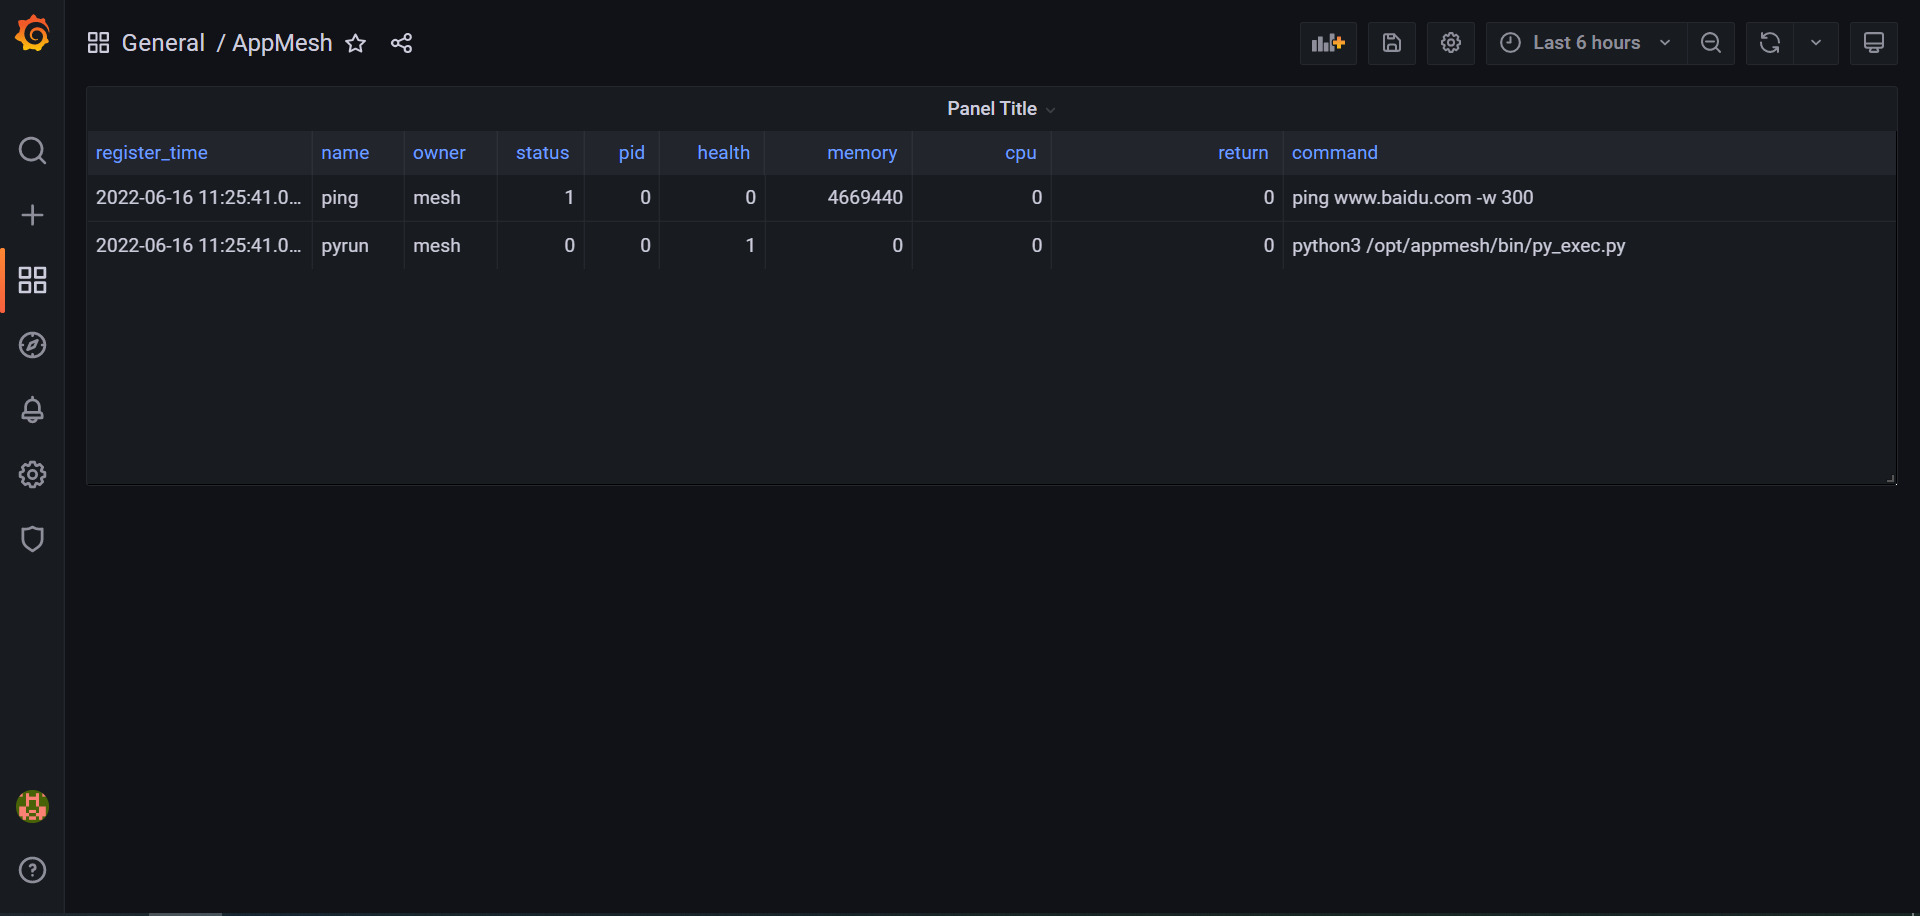 General / AppMesh
Last 6 hours
Panel Title
register_time name owner status pid health memory cpu return command
2022-06-16 11:25:41.0... ping mesh 1 0 0 4669440 0 0 ping www.baidu.com -w 300
2022-06-16 11:25:41.0... pyrun mesh 0 0 1 0 0 0 python3 /opt/appmesh/bin/py_exec.py